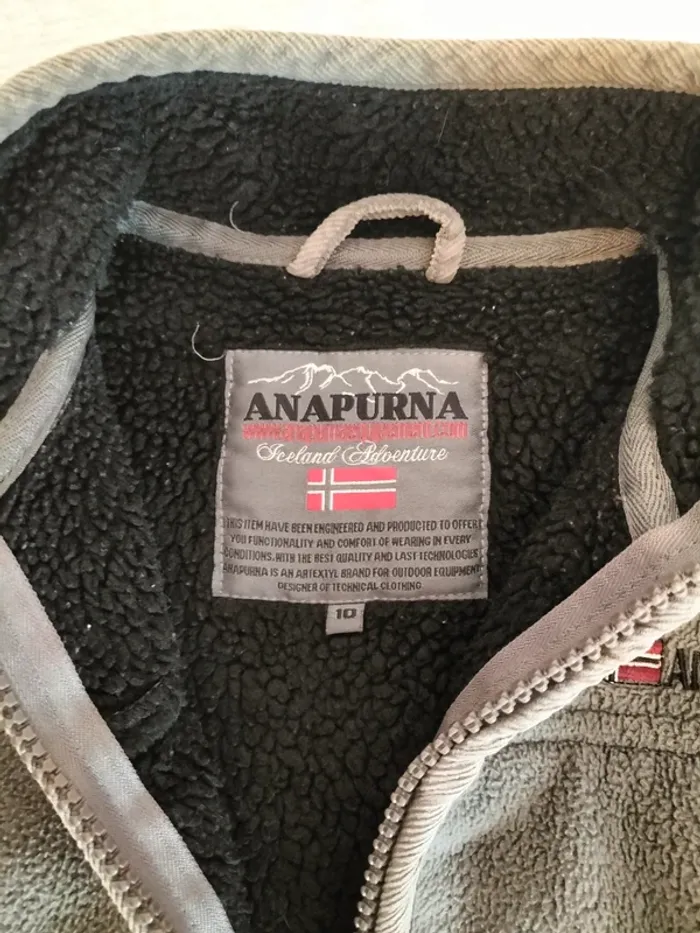 ANAPURNA
Iceland Adventure
THIS ITEM HAVE BEEN ENGINEERED AND PRODUCTED TO OFFER
YOU FUNCTIONALITY AND COMFORT OF WEARING IN EVERY
CONDITIONS. WITH THE BEST QUALITY AND LAST TECHNOLOGIES
ANAPURNA IS AN ARTEXTYL BRAND FOR OUTDOOR EQUIPMENT
DESIGNER OF TECHNICAL CLOTHING
10